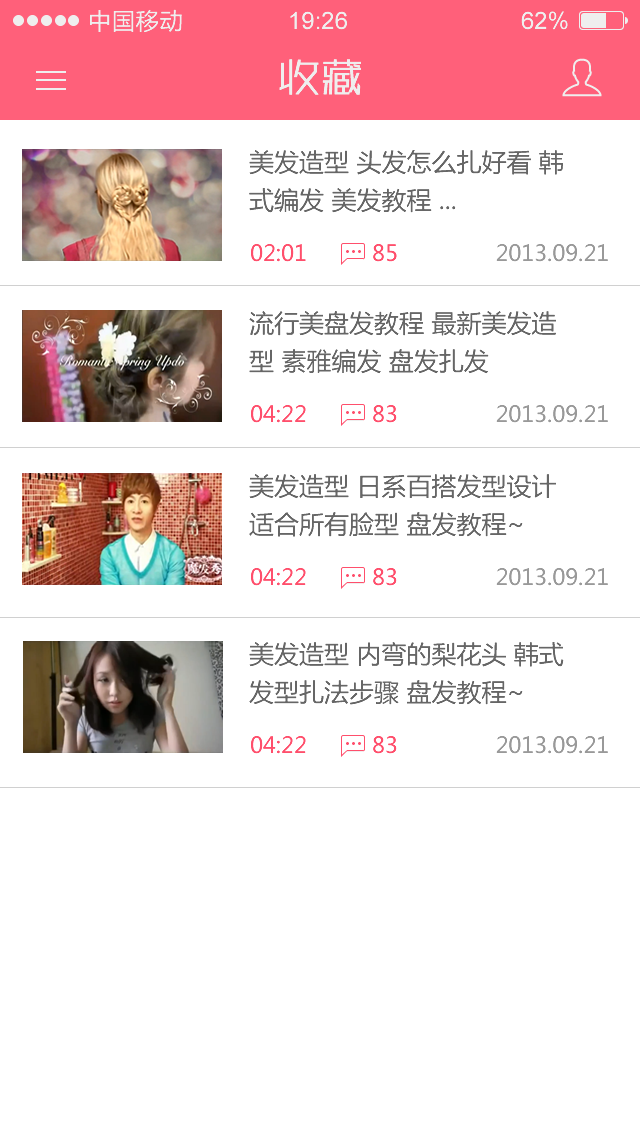 中国移动 19:26 62%
收藏
美发造型 头发怎么扎好看 韩
式编发 美发教程 ...
02:01 85 2013.09.21
Romantic Spring Updo
流行美盘发教程 最新美发造
型 素雅编发 盘发扎发
04:22 83 2013.09.21
美发造型 日系百搭发型设计
适合所有脸型 盘发教程~
魔发秀
04:22 83 2013.09.21
美发造型 内弯的梨花头 韩式
发型扎法步骤 盘发教程~
04:22 83 2013.09.21